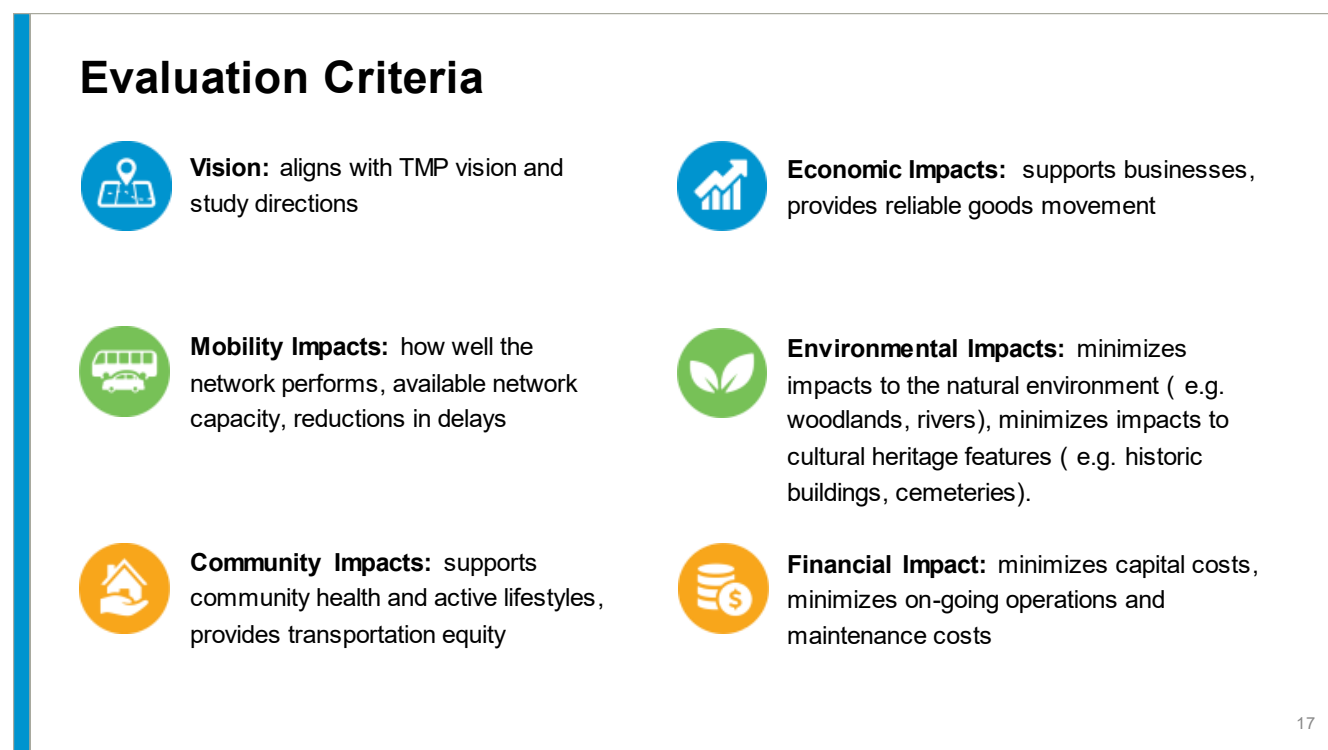 Evaluation Criteria
Vision: aligns with TMP vision and
study directions
Mobility Impacts: how well the
network performs, available network
capacity, reductions in delays
Community Impacts: supports
community health and active lifestyles,
provides transportation equity
Economic Impacts: supports businesses,
provides reliable goods movement
Environmental Impacts: minimizes
impacts to the natural environment ( e.g.
woodlands, rivers), minimizes impacts to
cultural heritage features ( e.g. historic
buildings, cemeteries).
Financial Impact: minimizes capital costs,
minimizes on-going operations and
maintenance costs
$
17